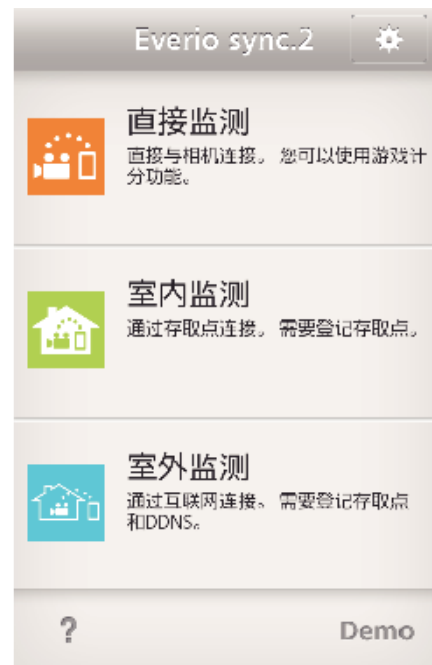 Everio sync.2
直接监测
直接与相机连接。 您可以使用游戏计
分功能。
室内监测
通过存取点连接。 需要登记存取点。
室外监测
通过互联网连接。 需要登记存取点
和DDNS。
?
Demo